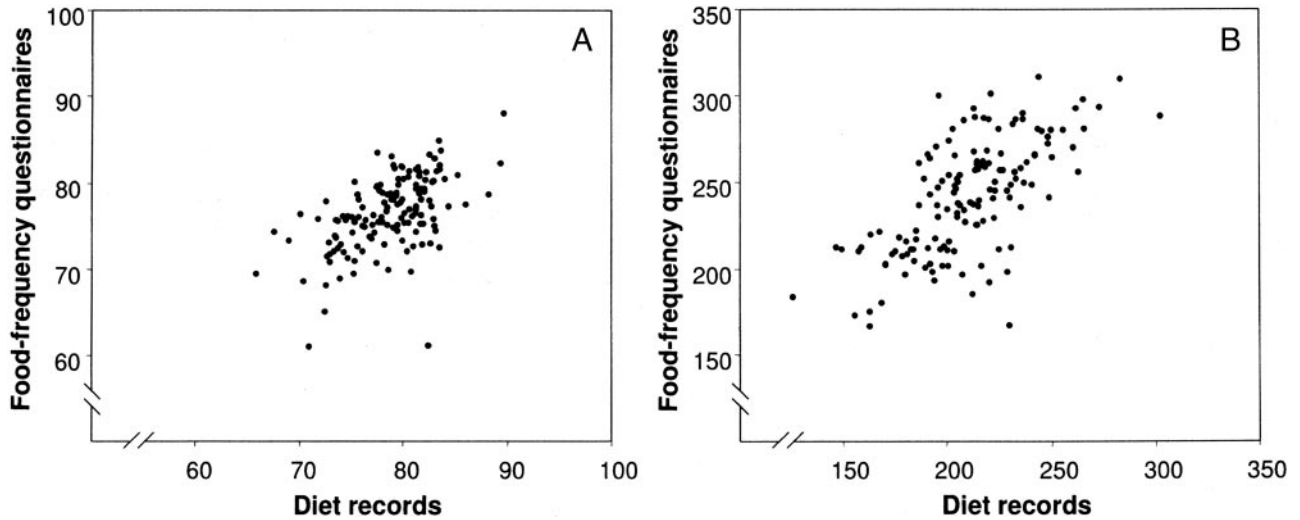 A
Food-frequency questionnaires
100
90
80
70
60
60 70 80 90 100
Diet records
B
Food-frequency questionnaires
350
300
250
200
150
150 200 250 300 350
Diet records